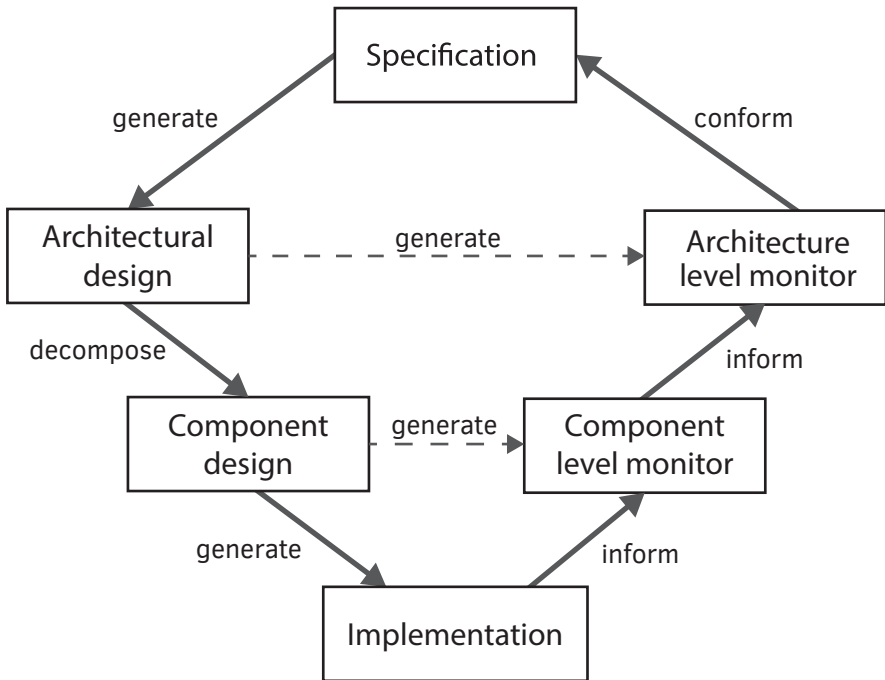 Specification
generate
conform
Architectural
design
generate
Architecture
level monitor
decompose
inform
Component
design
generate
Component
level monitor
generate
inform
Implementation